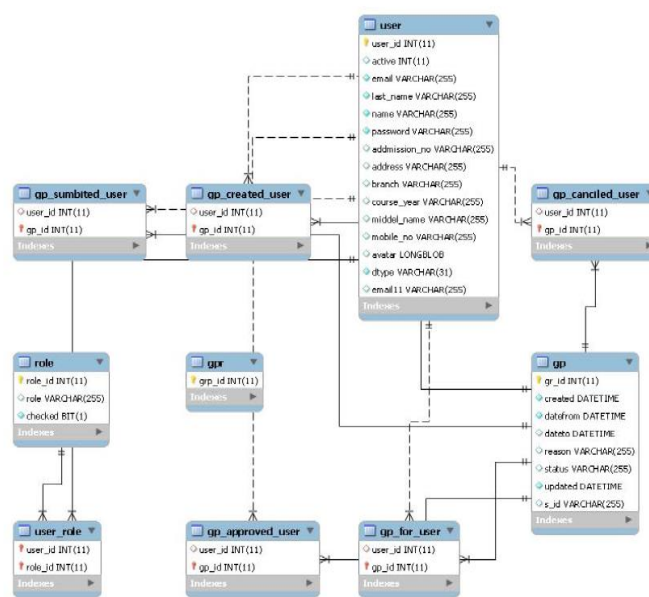 user
user_id INT(11)
active INT(11)
email VARCHAR(255)
last_name VARCHAR(255)
name VARCHAR(255)
password VARCHAR(255)
addmission_no VARCHAR(255)
address VARCHAR(255)
branch VARCHAR(255)
course_year VARCHAR(255)
middel_name VARCHAR(255)
mobile_no VARCHAR(255)
avatar LONGBLOB
dtype VARCHAR(31)
email11 VARCHAR(255)
Indexes
gp_sumbited_user
user_id INT(11)
gp_id INT(11)
Indexes
gp_created_user
user_id INT(11)
gp_id INT(11)
Indexes
gp_canciled_user
user_id INT(11)
gp_id INT(11)
Indexes
role
role_id INT(11)
role VARCHAR(255)
checked BIT(1)
Indexes
gpr
grp_id INT(11)
Indexes
gp
gr_id INT(11)
created DATETIME
datefrom DATETIME
dateto DATETIME
reason VARCHAR(255)
status VARCHAR(255)
updated DATETIME
s_id VARCHAR(255)
Indexes
user_role
user_id INT(11)
role_id INT(11)
Indexes
gp_approved_user
user_id INT(11)
gp_id INT(11)
Indexes
gp_for_user
user_id INT(11)
gp_id INT(11)
Indexes